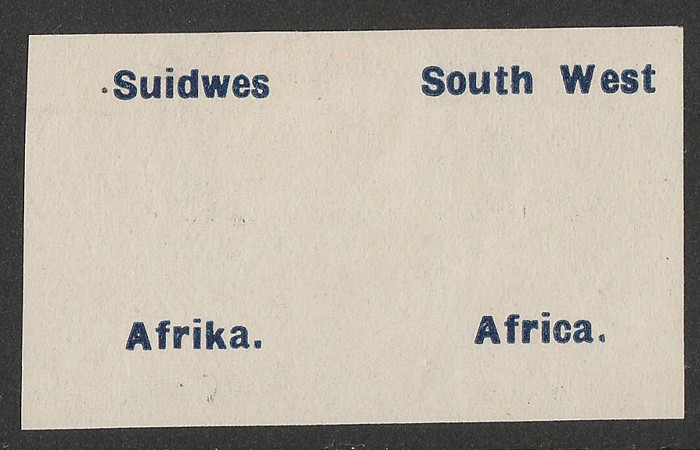 Suidwes
Afrika.
South West
Africa.